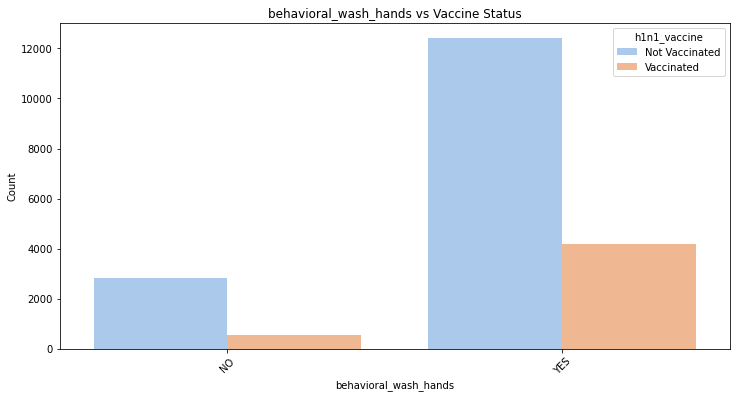 behavioral_wash_hands vs Vaccine Status
h1n1_vaccine
Not Vaccinated
Vaccinated
Count
12000
10000
8000
6000
4000
2000
0
NO
YES
behavioral_wash_hands